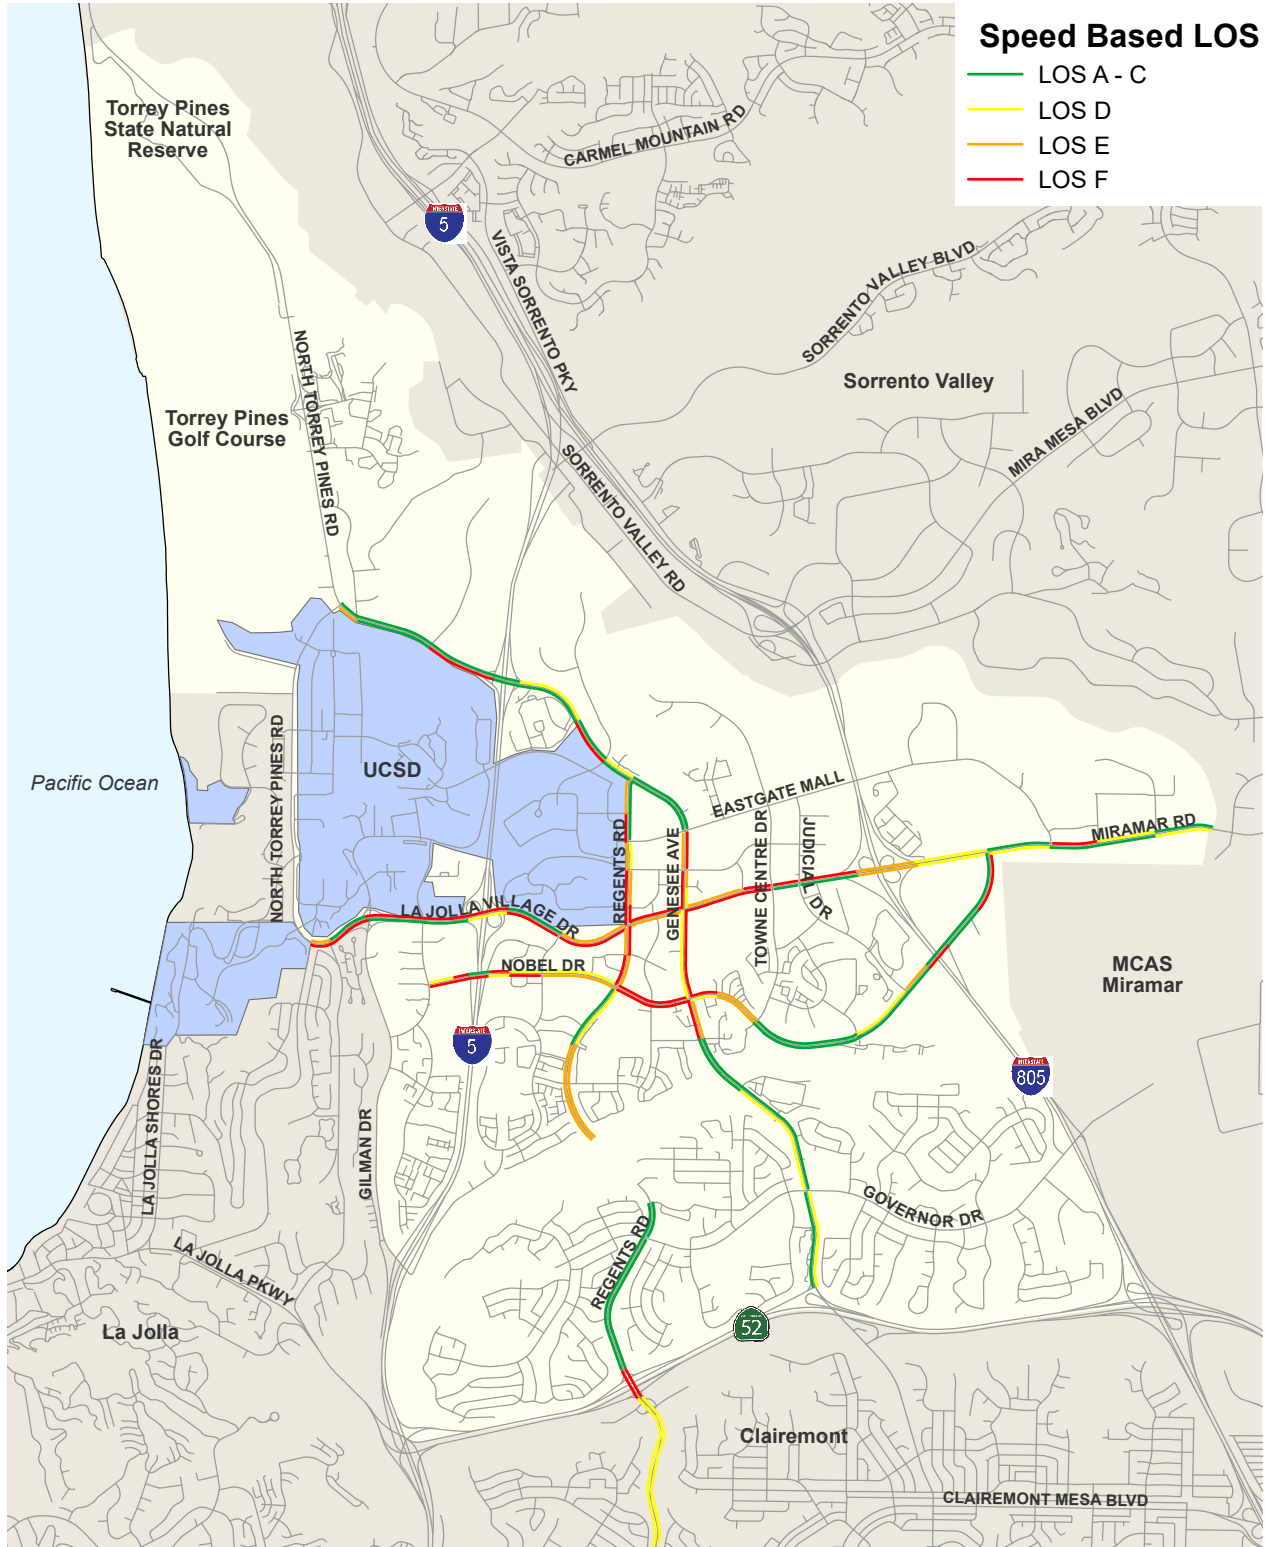 Speed Based LOS
LOS A - C
LOS D
LOS E
LOS F
Torrey Pines
State Natural
Reserve
CARMEL MOUNTAIN RD
INTERSTATE
5
VISTA SORRENTO PKY
SORRENTO VALLEY BLVD
Sorrento Valley
NORTH TORREY PINES RD
Torrey Pines
Golf Course
MIRA MESA BLVD
SORRENTO VALLEY RD
NORTH TORREY PINES RD
UCSD
Pacific Ocean
EASTGATE MALL
MIRAMAR RD
REGENTS RD
GENESEE AVE
TOWNE CENTRE DR
JUDICIAL DR
LA JOLLA VILLAGE DR
NOBEL DR
MCAS
Miramar
INTERSTATE
5
INTERSTATE
805
LA JOLLA SHORES DR
GILMAN DR
GOVERNOR DR
REGENTS RD
LA JOLLA PKWY
La Jolla
52
Clairemont
CLAIREMONT MESA BLVD